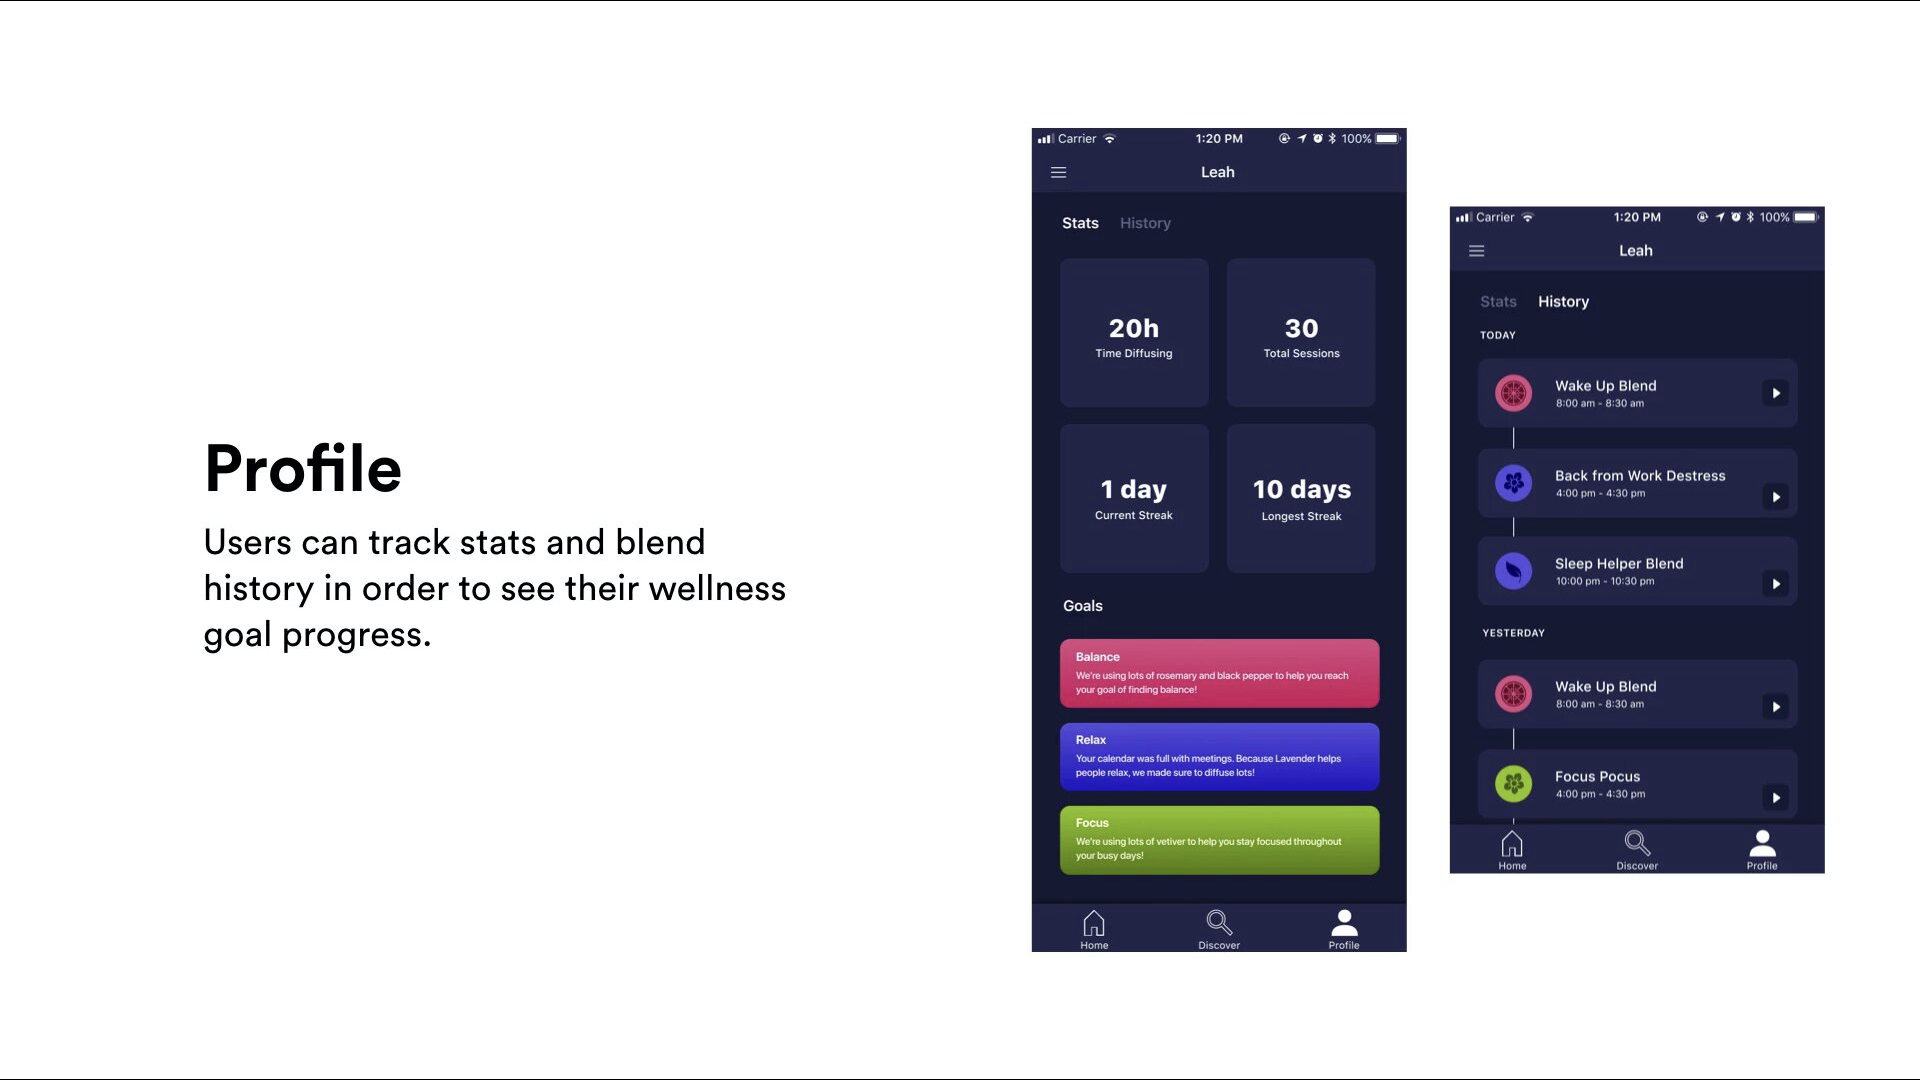 Profile
Users can track stats and blend
history in order to see their wellness
goal progress.
Carrier 1:20 PM 100%
Leah
Stats History
20h
Time Diffusing
30
Total Sessions
1 day
Current Streak
10 days
Longest Streak
Goals
Balance
We're using lots of rosemary and black pepper to help you reach
your goal of finding balance!
Relax
Your calendar was full with meetings. Because Lavender helps
people relax, we made sure to diffuse lots!
Focus
We're using lots of vetiver to help you stay focused throughout
your busy days!
Home Discover Profile
Carrier 1:20 PM 100%
Leah
Stats History
TODAY
Wake Up Blend
8:00 am - 8:30 am
Back from Work Destress
4:00 pm - 4:30 pm
Sleep Helper Blend
10:00 pm - 10:30 pm
YESTERDAY
Wake Up Blend
8:00 am - 8:30 am
Focus Pocus
4:00 pm - 4:30 pm
Home Discover Profile